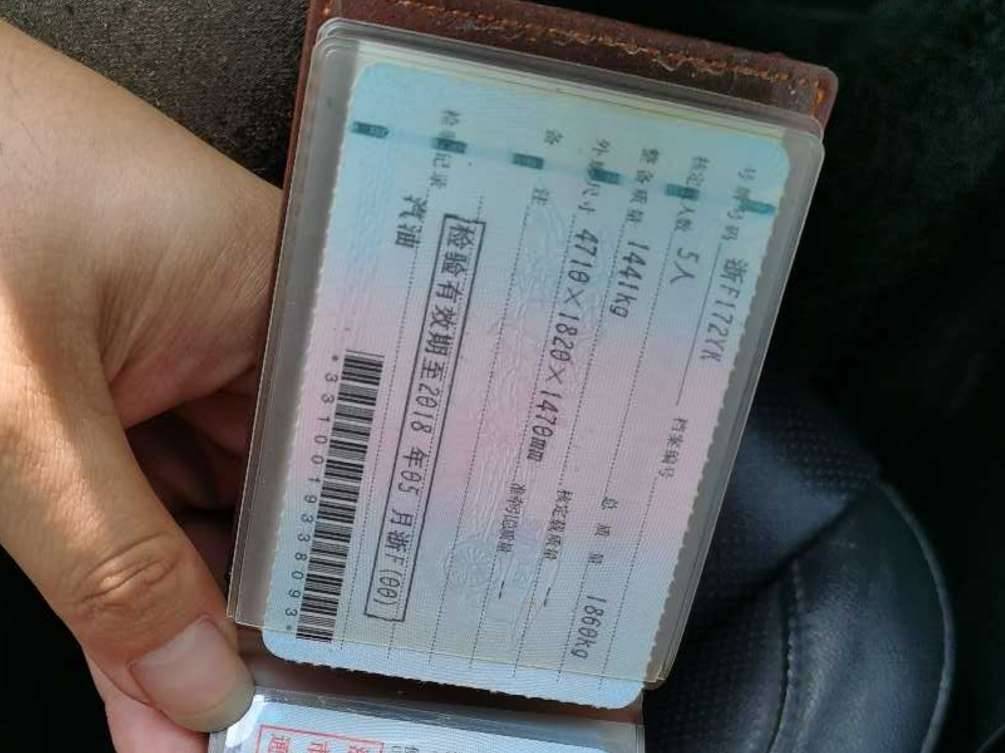 号牌号码 浙F172YR 档案编号
核定载人数 5人 总质量 1860kg
整备质量 1441kg 核定载质量 --
外廓尺寸 4710×1820×1470mm 准牵引总质量 --
备注
检验有效期至2018年05月浙F(00)
检验记录
汽油
*3310019338093*